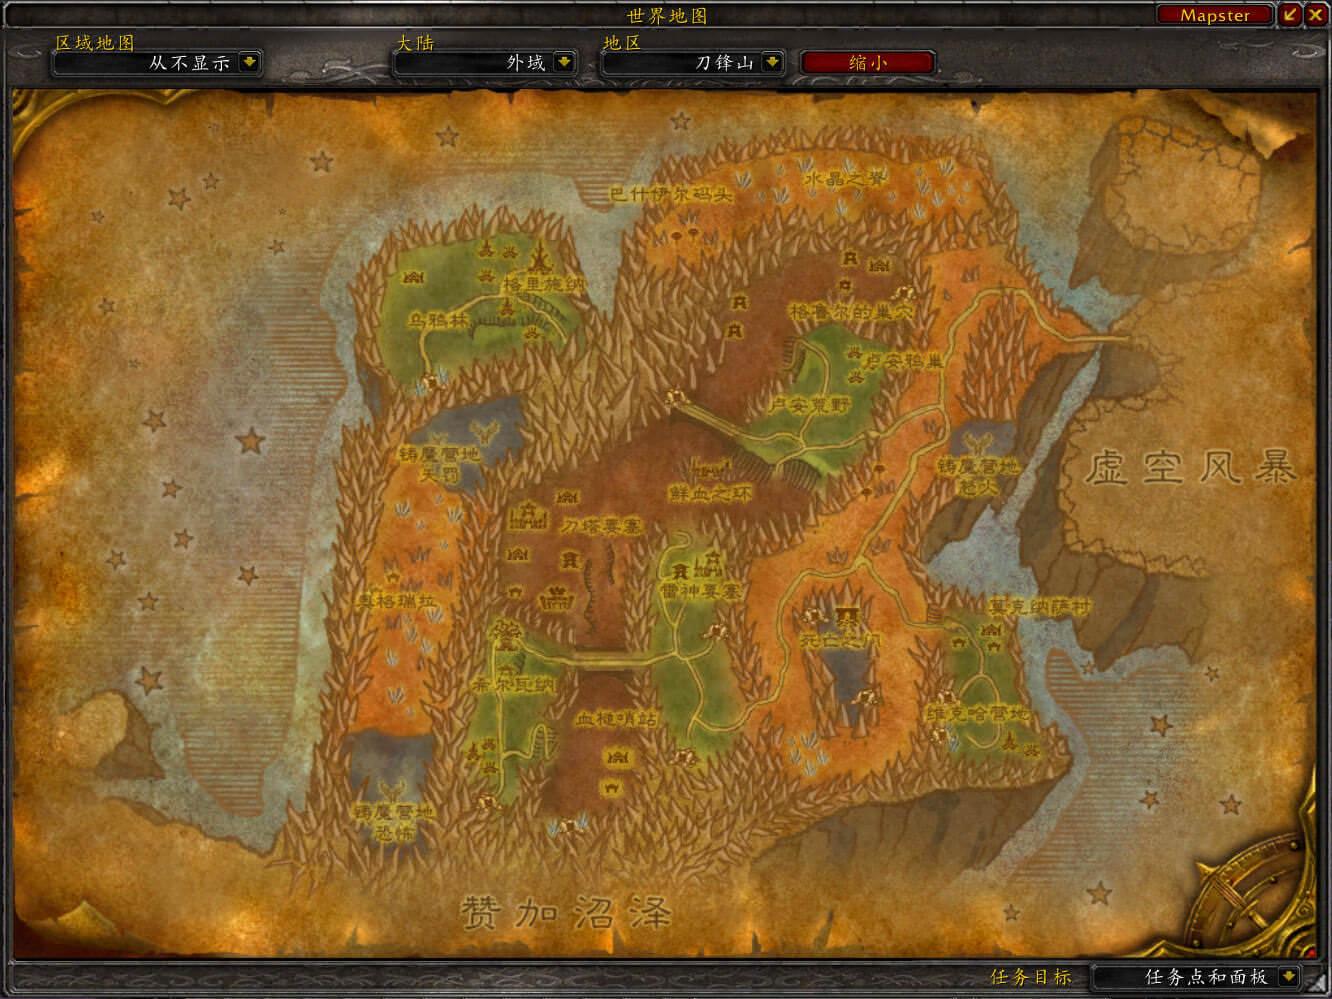 世界地图
Mapster
区域地图
大陆
地区
从不显示
外域
刀锋山
缩小
巴什伊尔码头
水晶之脊
格里施纳
乌鸦林
格鲁尔的巢穴
卢安鸦巢
卢安荒野
铸魔营地
天罚
铸魔营地
怒火
虚空风暴
鲜血之环
刀塔要塞
雷神要塞
奥格瑞拉
莫克纳萨村
死亡之门
希尔瓦纳
血槌哨站
维克哈营地
铸魔营地
恐怖
赞加沼泽
任务目标
任务点和面板